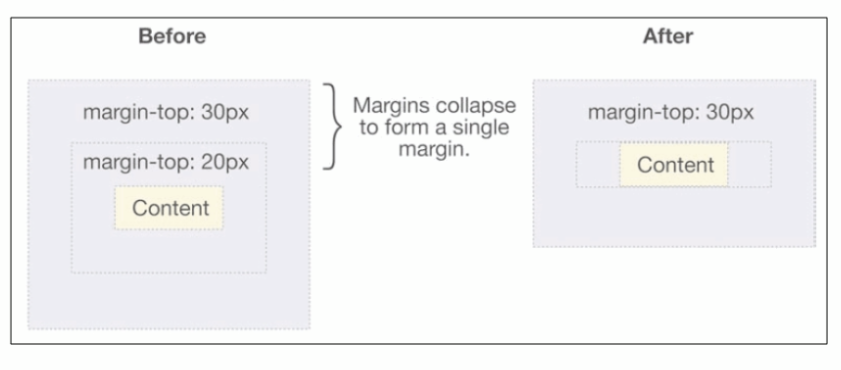 Before
After
margin-top: 30px
margin-top: 20px
Content
Margins collapse
to form a single
margin.
margin-top: 30px
Content